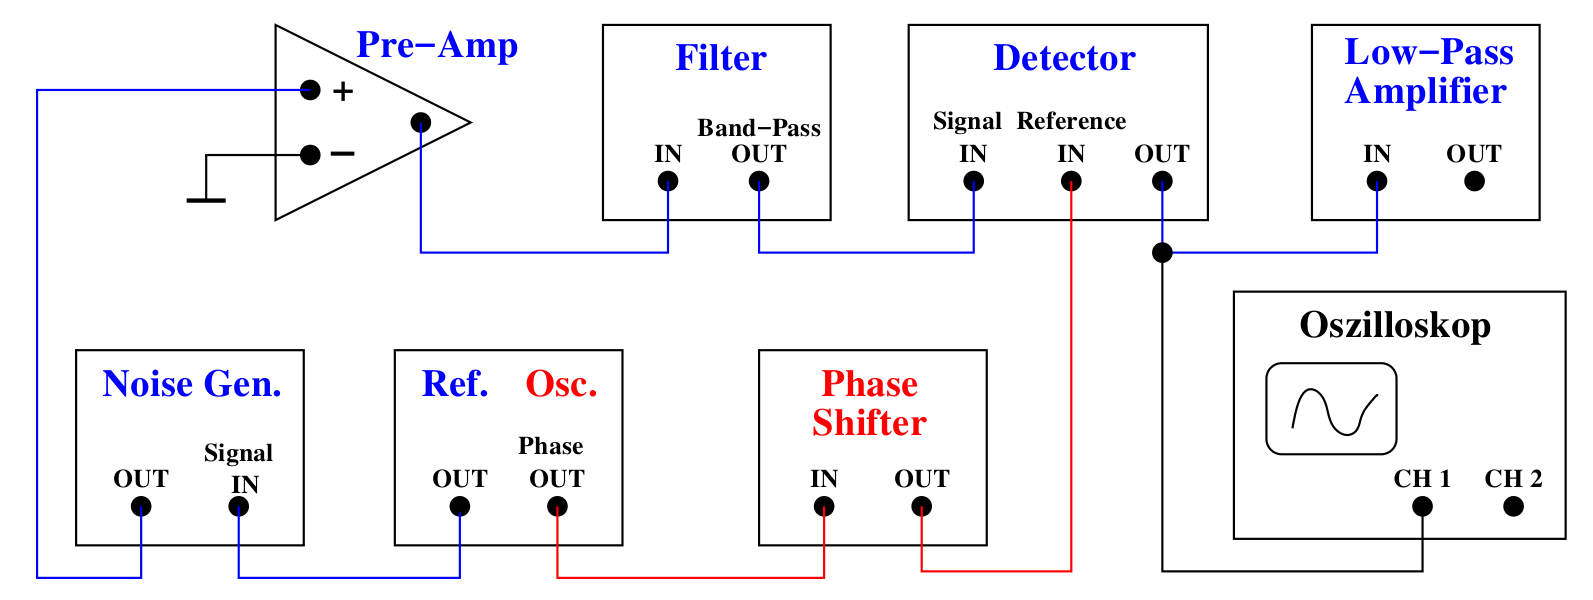 Pre−Amp
+
−
Filter
Band−Pass
IN OUT
Detector
Signal Reference
IN IN OUT
Low−Pass
Amplifier
IN OUT
Noise Gen.
Signal
OUT IN
Ref. Osc.
Phase
OUT OUT
Phase
Shifter
IN OUT
Oszilloskop
CH 1 CH 2